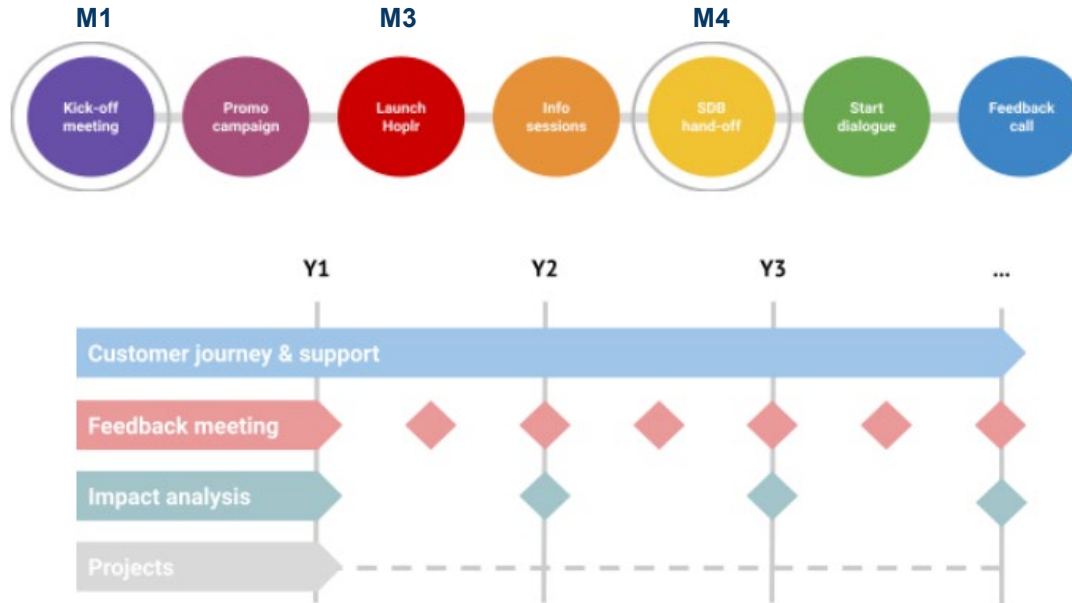 M1 M3 M4
Kick-off
meeting
Promo
campaign
Launch
Hoplr
Info
sessions
SDB
hand-off
Start
dialogue
Feedback
call
Y1 Y2 Y3 ...
Customer journey & support
Feedback meeting
Impact analysis
Projects